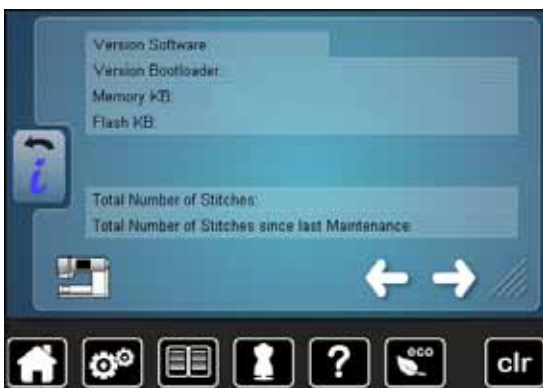 Version Software
Version Bootloader:
Memory KB:
Flash KB:
Total Number of Stitches:
Total Number of Stitches since last Maintenance:
i
?
eco
clr